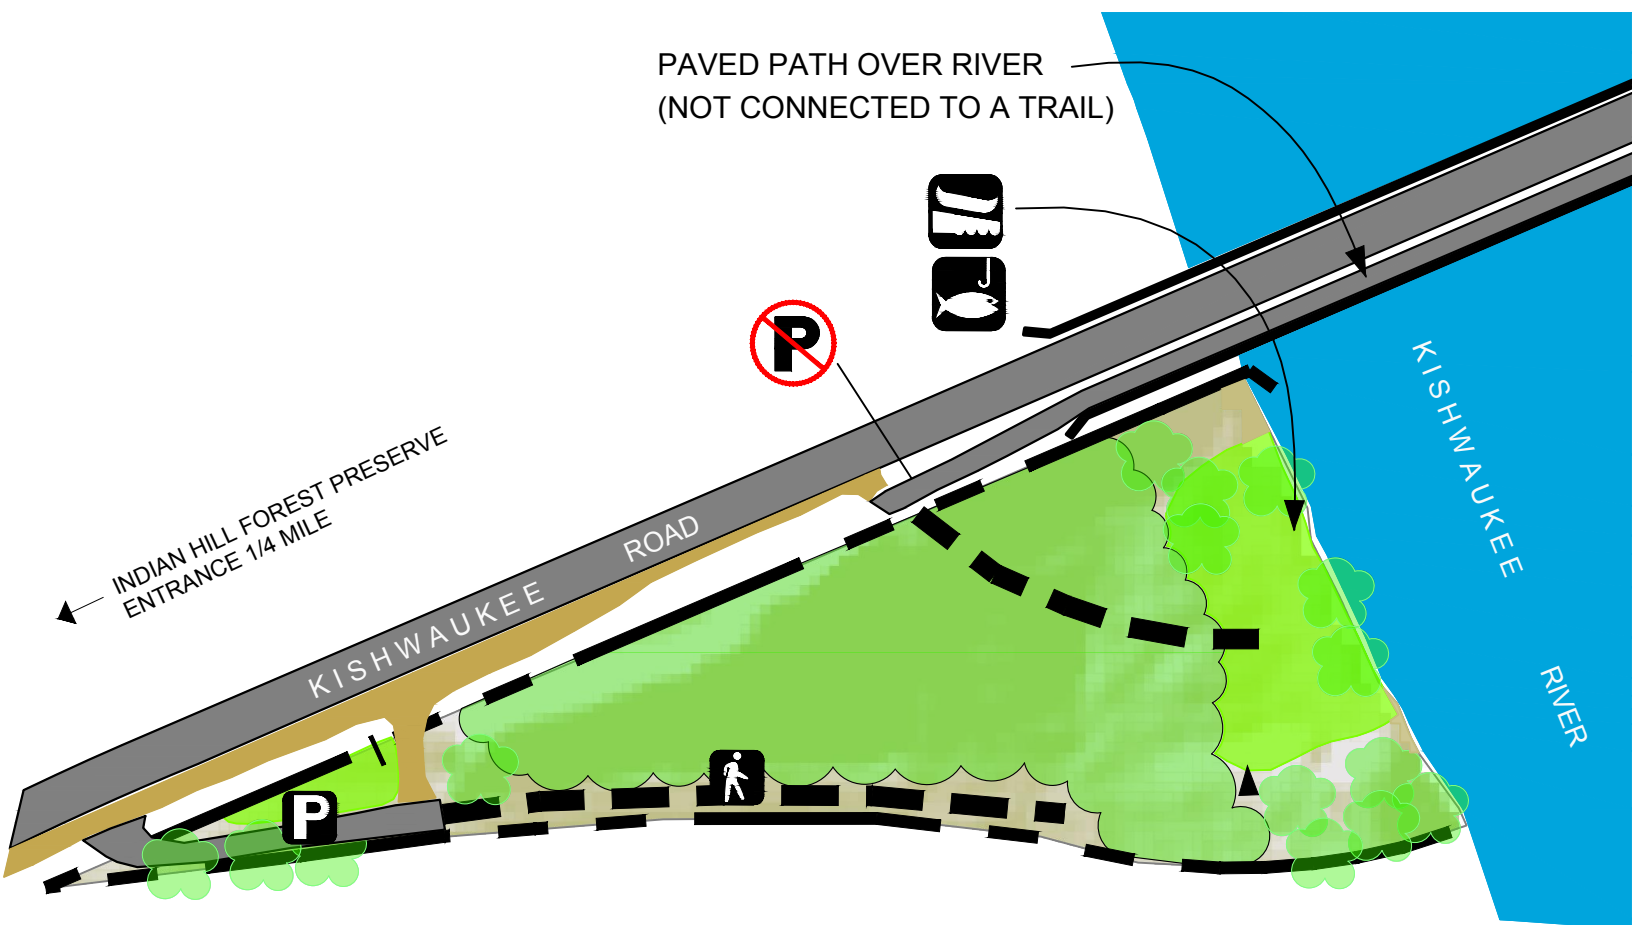 PAVED PATH OVER RIVER
(NOT CONNECTED TO A TRAIL)
P
INDIAN HILL FOREST PRESERVE
ENTRANCE 1/4 MILE
KISHWAUKEE ROAD
KISHWAUKEE RIVER
P